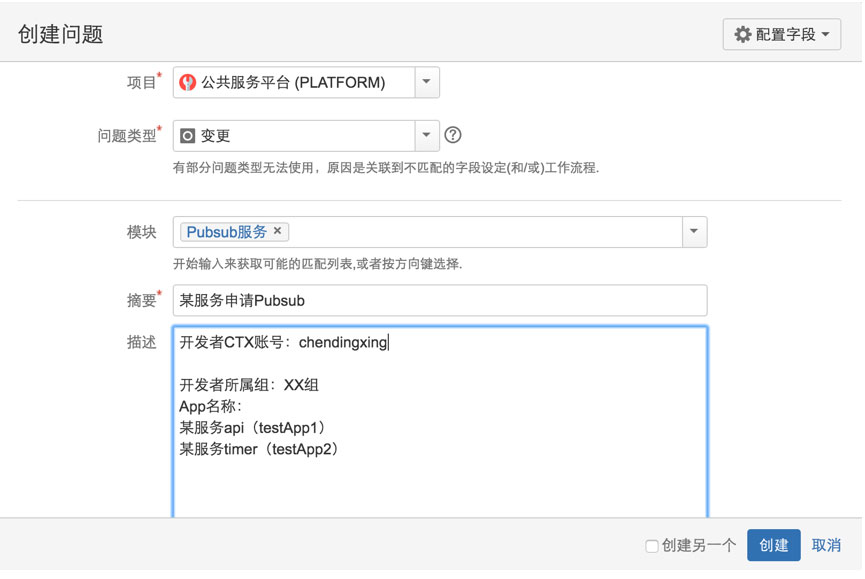 创建问题
配置字段
项目*
公共服务平台 (PLATFORM)
问题类型*
变更
?
有部分问题类型无法使用，原因是关联到不匹配的字段设定(和/或)工作流程.
模块
Pubsub服务 ×
开始输入来获取可能的匹配列表,或者按方向键选择.
摘要*
某服务申请Pubsub
描述
开发者CTX账号：chendingxing
开发者所属组：XX组
App名称：
某服务api（testApp1）
某服务timer（testApp2）
创建另一个
创建
取消